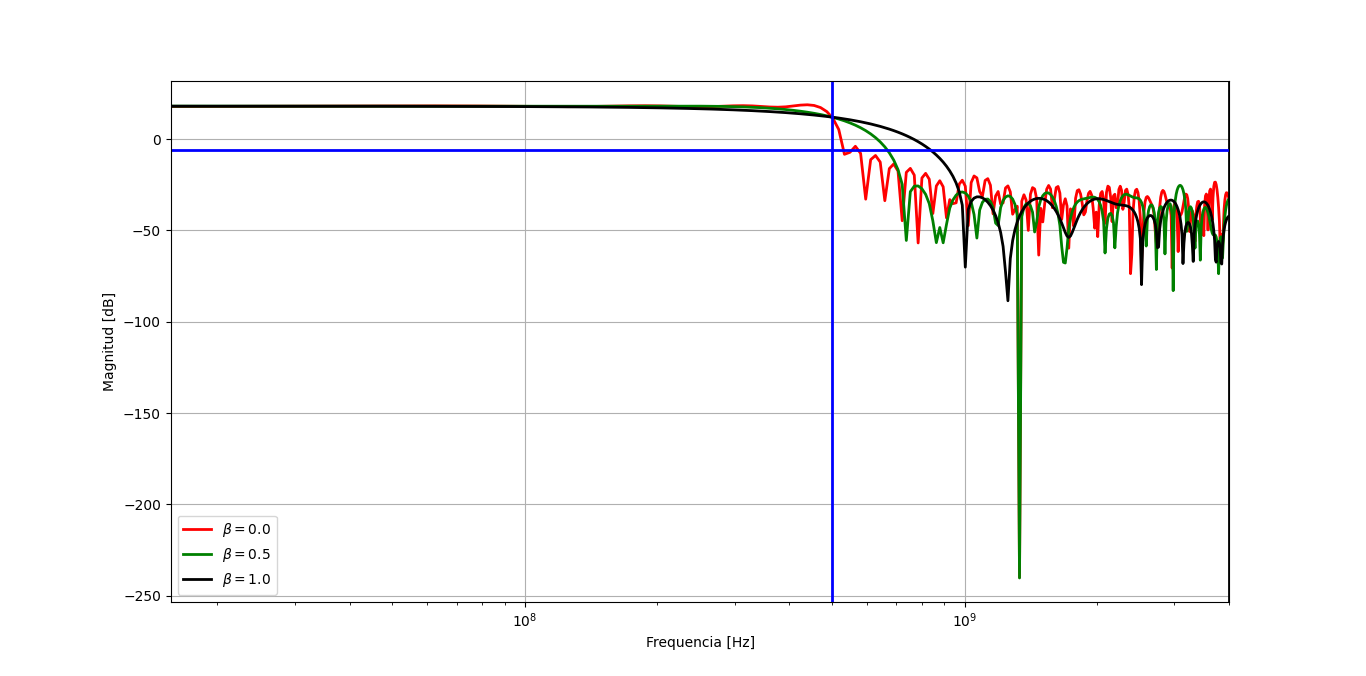 0
−50
−100
−150
−200
−250
Magnitud [dB]
β = 0.0
β = 0.5
β = 1.0
10⁸
10⁹
Frequencia [Hz]